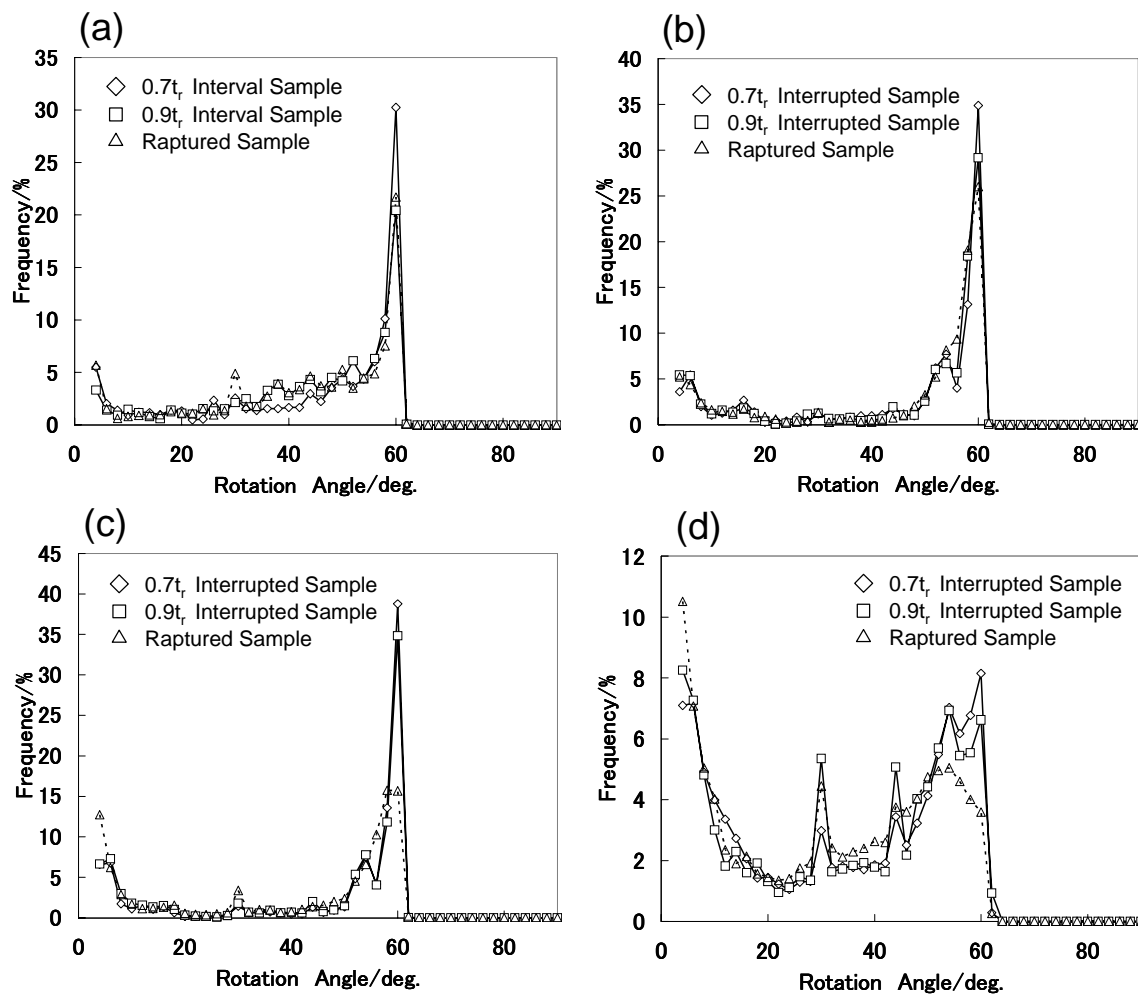 (a)
35
30
25
20
15
10
5
0
Frequency/%
0 20 40 60 80
Rotation Angle/deg.
0.7tr Interval Sample
0.9tr Interval Sample
Raptured Sample
(b)
40
35
30
25
20
15
10
5
0
Frequency/%
0 20 40 60 80
Rotation Angle/deg.
0.7tr Interrupted Sample
0.9tr Interrupted Sample
Raptured Sample
(c)
45
40
35
30
25
20
15
10
5
0
Frequency/%
0 20 40 60 80
Rotation Angle/deg.
0.7tr Interrupted Sample
0.9tr Interrupted Sample
Raptured Sample
(d)
12
10
8
6
4
2
0
Frequency/%
0 20 40 60 80
Rotation Angle/deg.
0.7tr Interrupted Sample
0.9tr Interrupted Sample
Raptured Sample